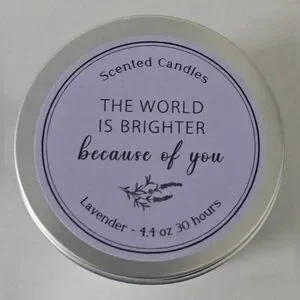 Scented Candles
THE WORLD
IS BRIGHTER
because of you
Lavender - 4.4 oz 30 hours